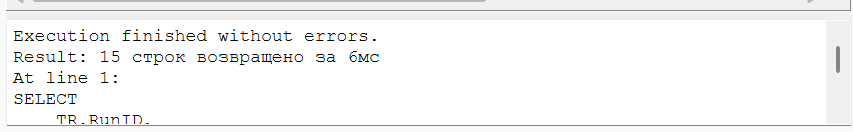 Execution finished without errors.
Result: 15 строк возвращено за 6мс
At line 1:
SELECT
TR.RunID,